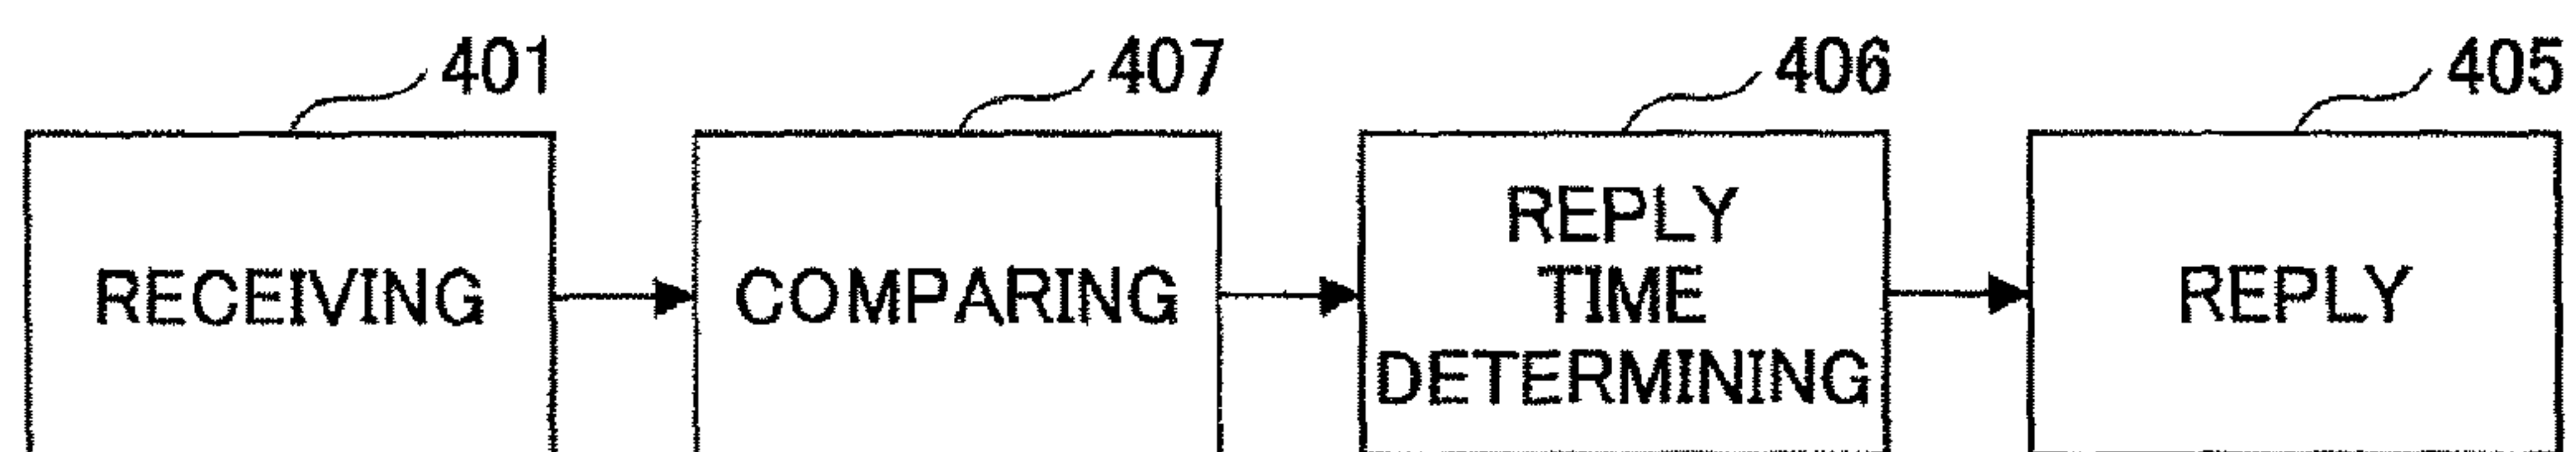 401
407
406
405
RECEIVING
COMPARING
REPLY
TIME
DETERMINING
REPLY